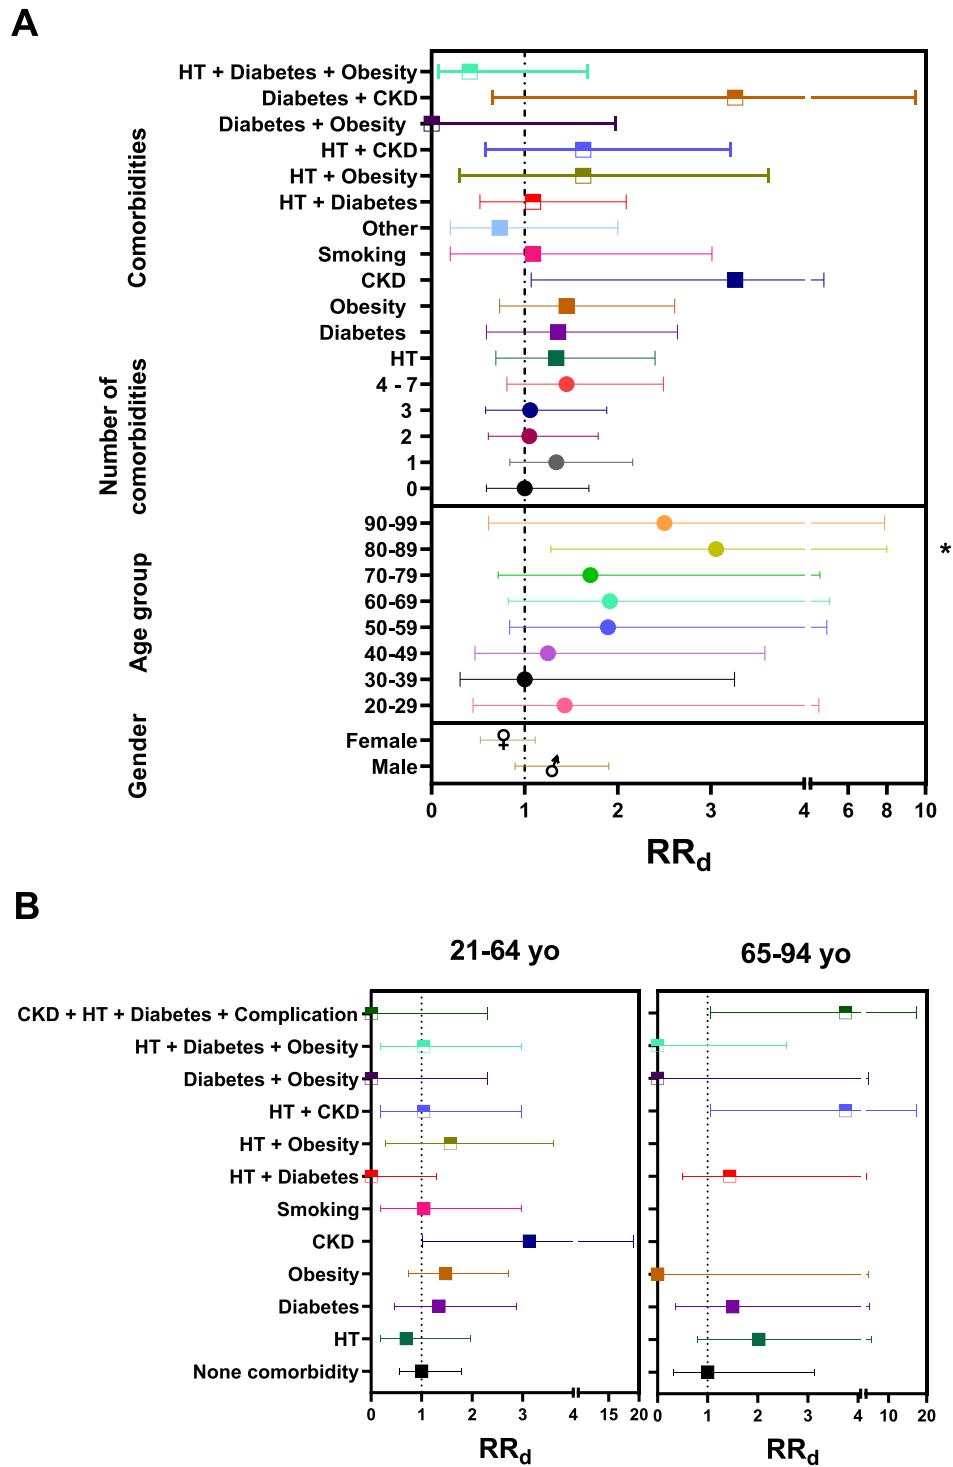 A
Comorbidities
HT + Diabetes + Obesity
Diabetes + CKD
Diabetes + Obesity
HT + CKD
HT + Obesity
HT + Diabetes
Other
Smoking
CKD
Obesity
Diabetes
HT
Number of
comorbidities
4 - 7
3
2
1
0
Age group
90-99
80-89 *
70-79
60-69
50-59
40-49
30-39
20-29
Gender
Female ♀
Male ♂
0 1 2 3 4 6 8 10
RRd
B
21-64 yo 65-94 yo
CKD + HT + Diabetes + Complication
HT + Diabetes + Obesity
Diabetes + Obesity
HT + CKD
HT + Obesity
HT + Diabetes
Smoking
CKD
Obesity
Diabetes
HT
None comorbidity
0 1 2 3 4 15 20 0 1 2 3 4 10 20
RRd RRd